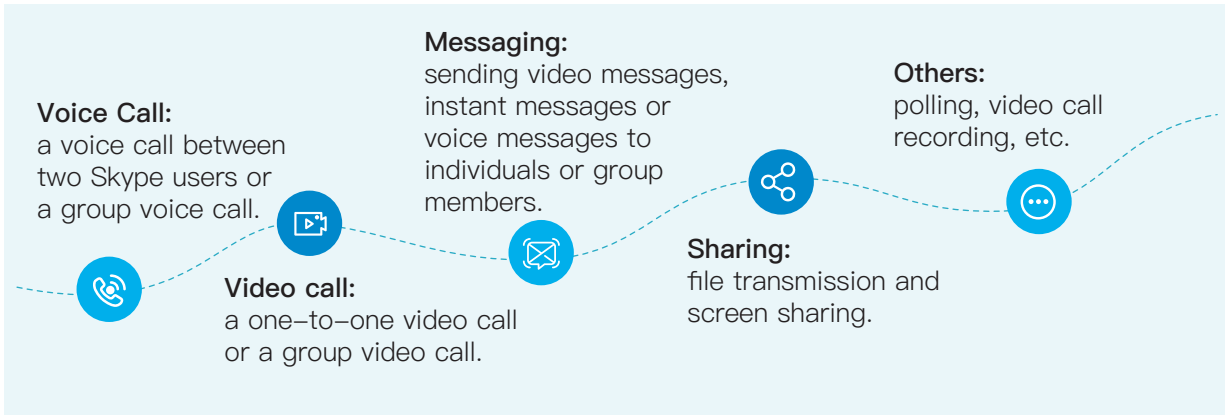 Voice Call:
a voice call between
two Skype users or
a group voice call.
Video call:
a one–to–one video call
or a group video call.
Messaging:
sending video messages,
instant messages or
voice messages to
individuals or group
members.
Sharing:
file transmission and
screen sharing.
Others:
polling, video call
recording, etc.